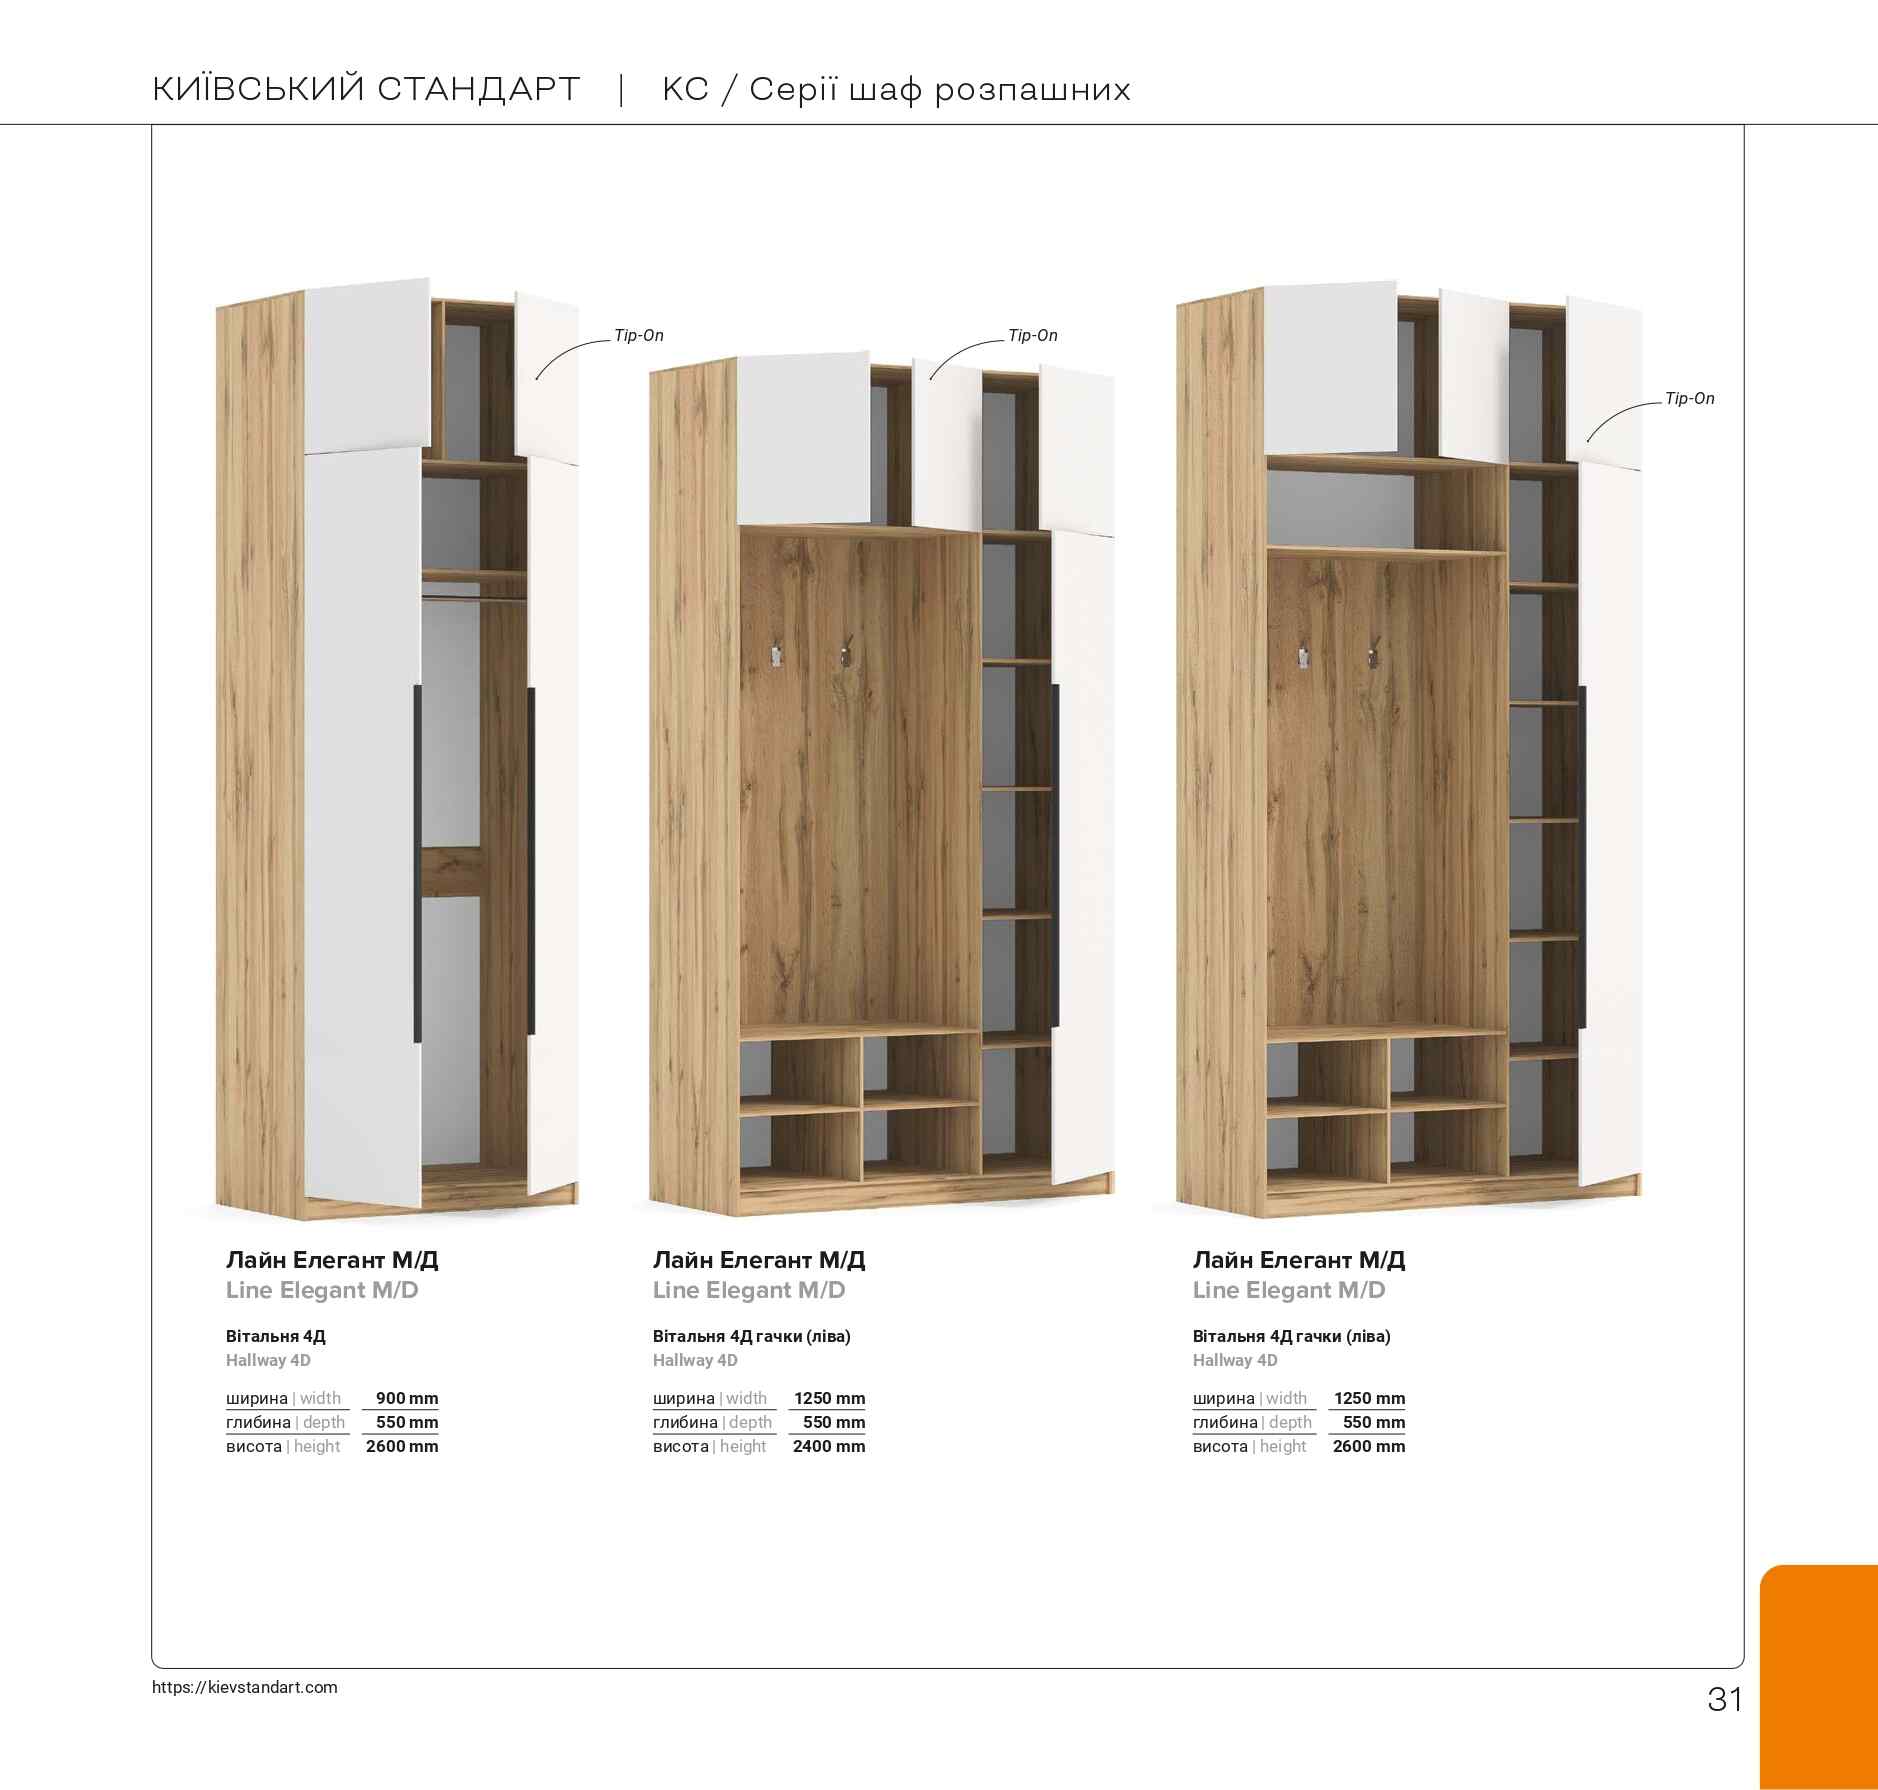 КИЇВСЬКИЙ СТАНДАРТ | КС / Серії шаф розпашних
Tip-On
Tip-On
Tip-On
Лайн Елегант М/Д
Line Elegant M/D
Вітальня 4Д
Hallway 4D
ширина | width 900 mm
глибина | depth 550 mm
висота | height 2600 mm
Лайн Елегант М/Д
Line Elegant M/D
Вітальня 4Д гачки (ліва)
Hallway 4D
ширина | width 1250 mm
глибина | depth 550 mm
висота | height 2400 mm
Лайн Елегант М/Д
Line Elegant M/D
Вітальня 4Д гачки (ліва)
Hallway 4D
ширина | width 1250 mm
глибина | depth 550 mm
висота | height 2600 mm
https://kievstandart.com
31